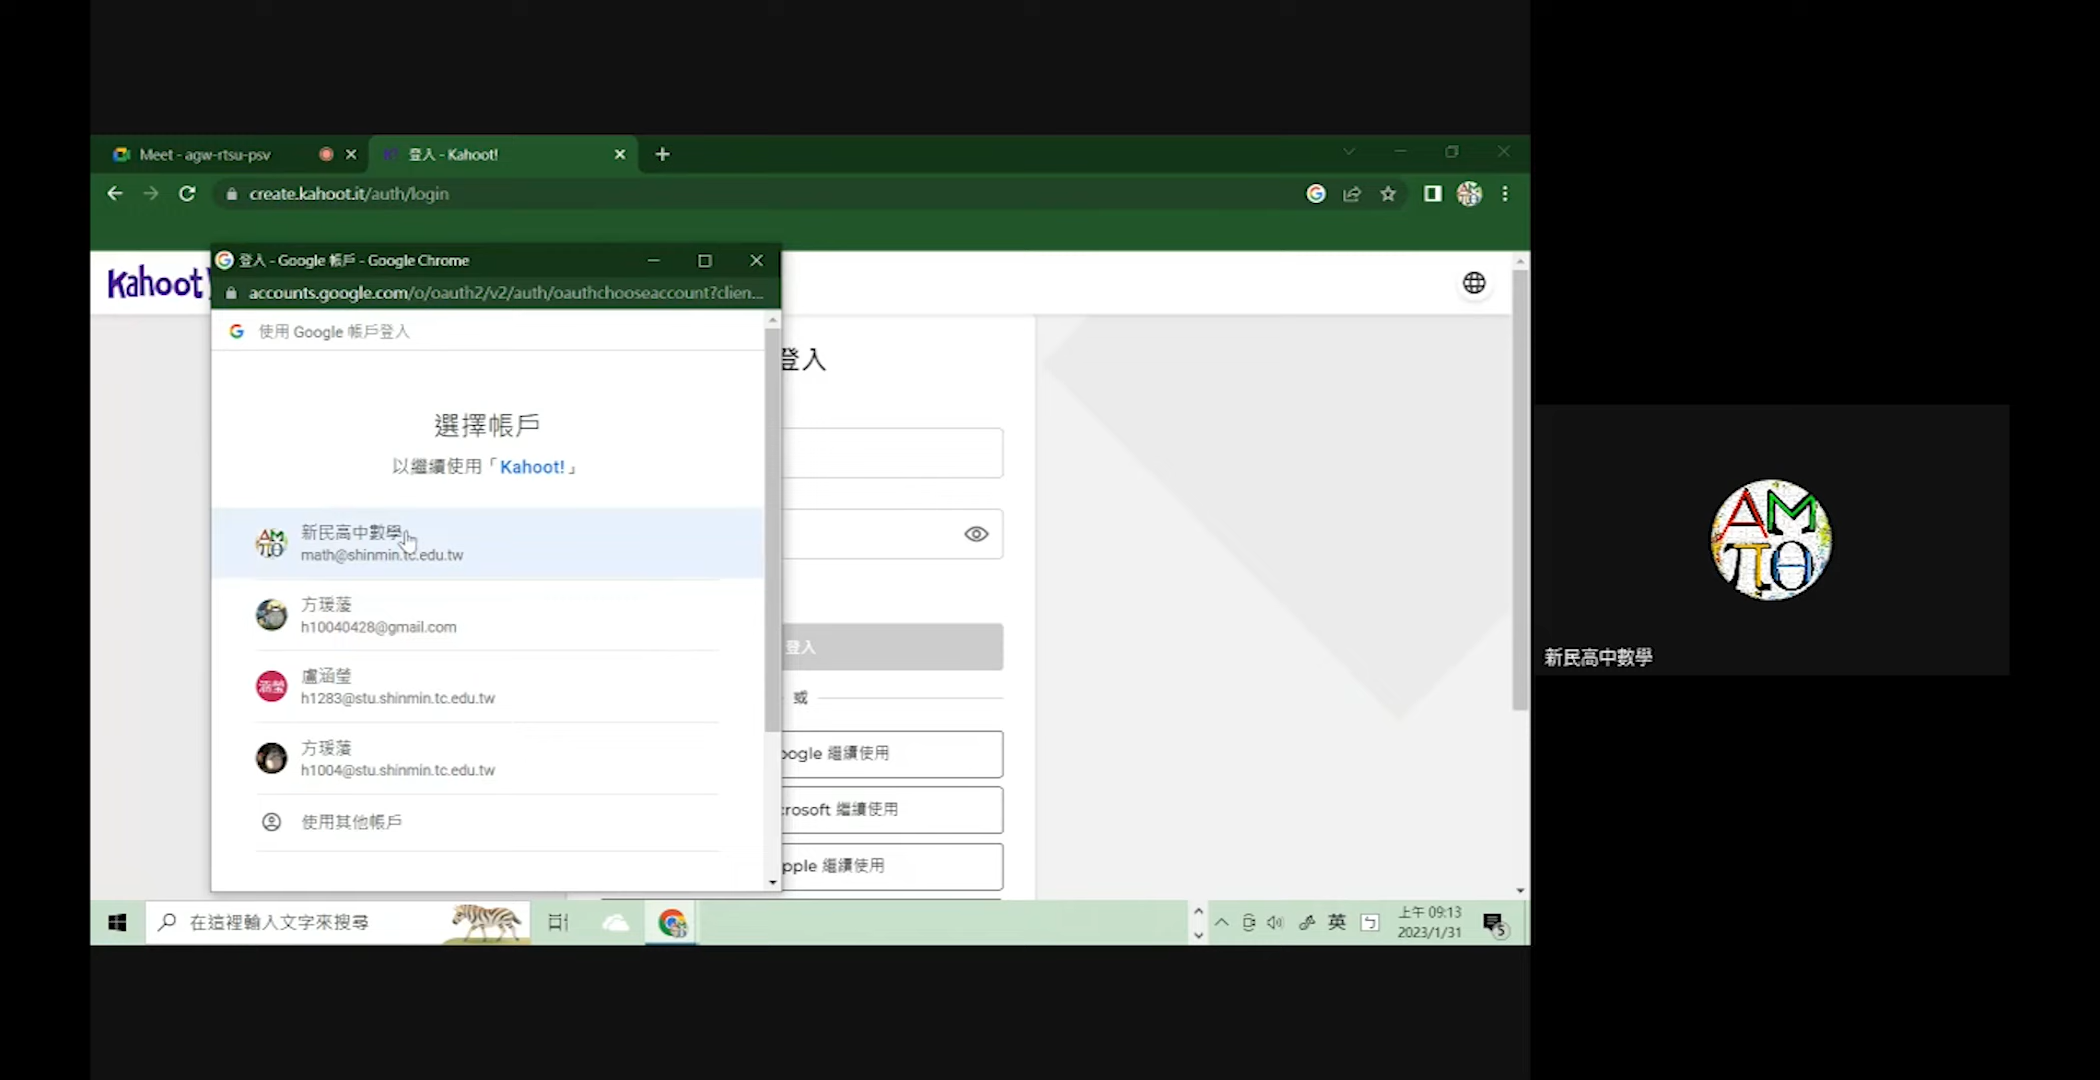 Meet - agw-rtsu-psv
登入 - Kahoot!
create.kahoot.it/auth/login
Kahoot!
登入 - Google 帳戶 - Google Chrome
accounts.google.com/o/oauth2/v2/auth/oauthchooseaccount?clien...
使用 Google 帳戶登入
選擇帳戶
以繼續使用「Kahoot!」
新民高中數學
math@shinmin.tc.edu.tw
方瑗蓤
h10040428@gmail.com
涵瑩
盧涵瑩
h1283@stu.shinmin.tc.edu.tw
方瑗蓤
h1004@stu.shinmin.tc.edu.tw
使用其他帳戶
登入
登入
或
oogle 繼續使用
crosoft 繼續使用
pple 繼續使用
在這裡輸入文字來搜尋
英
ㄅ
上午 09:13
2023/1/31
5
AM
πθ
新民高中數學